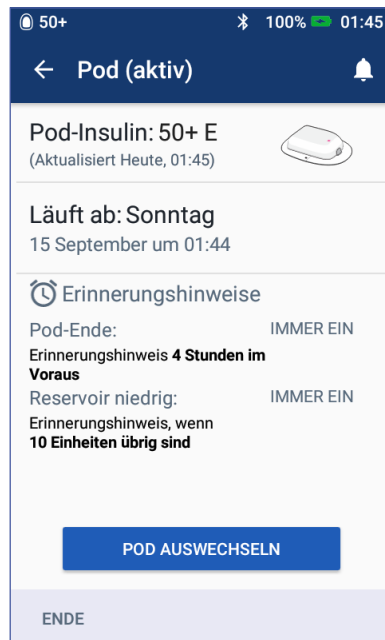 50+ 100% 01:45
Pod (aktiv)
Pod-Insulin: 50+ E
(Aktualisiert Heute, 01:45)
Läuft ab: Sonntag
15 September um 01:44
Erinnerungshinweise
Pod-Ende: IMMER EIN
Erinnerungshinweis 4 Stunden im
Voraus
Reservoir niedrig: IMMER EIN
Erinnerungshinweis, wenn
10 Einheiten übrig sind
POD AUSWECHSELN
ENDE